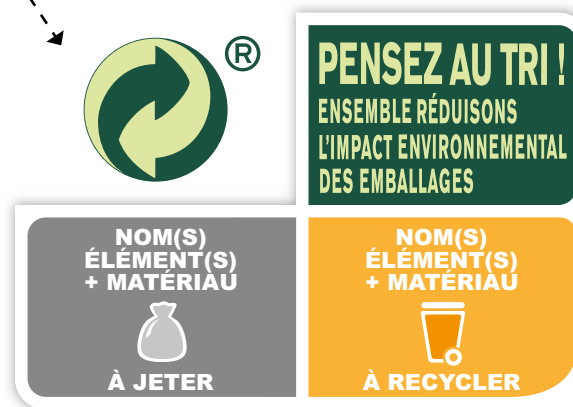 ®
PENSEZ AU TRI !
ENSEMBLE RÉDUISONS
L'IMPACT ENVIRONNEMENTAL
DES EMBALLAGES
NOM(S)
ÉLÉMENT(S)
+ MATÉRIAU
À JETER
NOM(S)
ÉLÉMENT(S)
+ MATÉRIAU
À RECYCLER